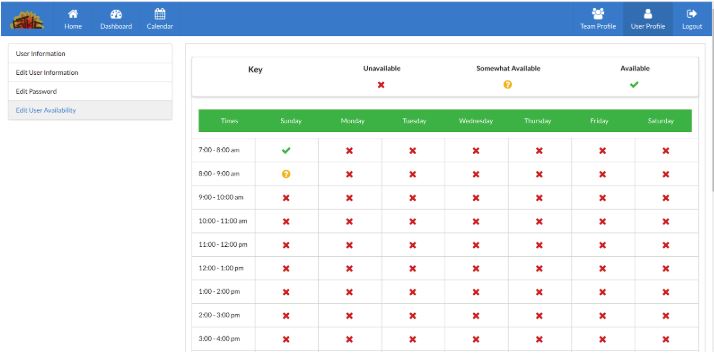 Home Dashboard Calendar Team Profile User Profile Logout
User Information
Edit User Information
Edit Password
Edit User Availability
Key Unavailable Somewhat Available Available
Times Sunday Monday Tuesday Wednesday Thursday Friday Saturday
7:00 - 8:00 am
8:00 - 9:00 am
9:00 - 10:00 am
10:00 - 11:00 am
11:00 - 12:00 pm
12:00 - 1:00 pm
1:00 - 2:00 pm
2:00 - 3:00 pm
3:00 - 4:00 pm